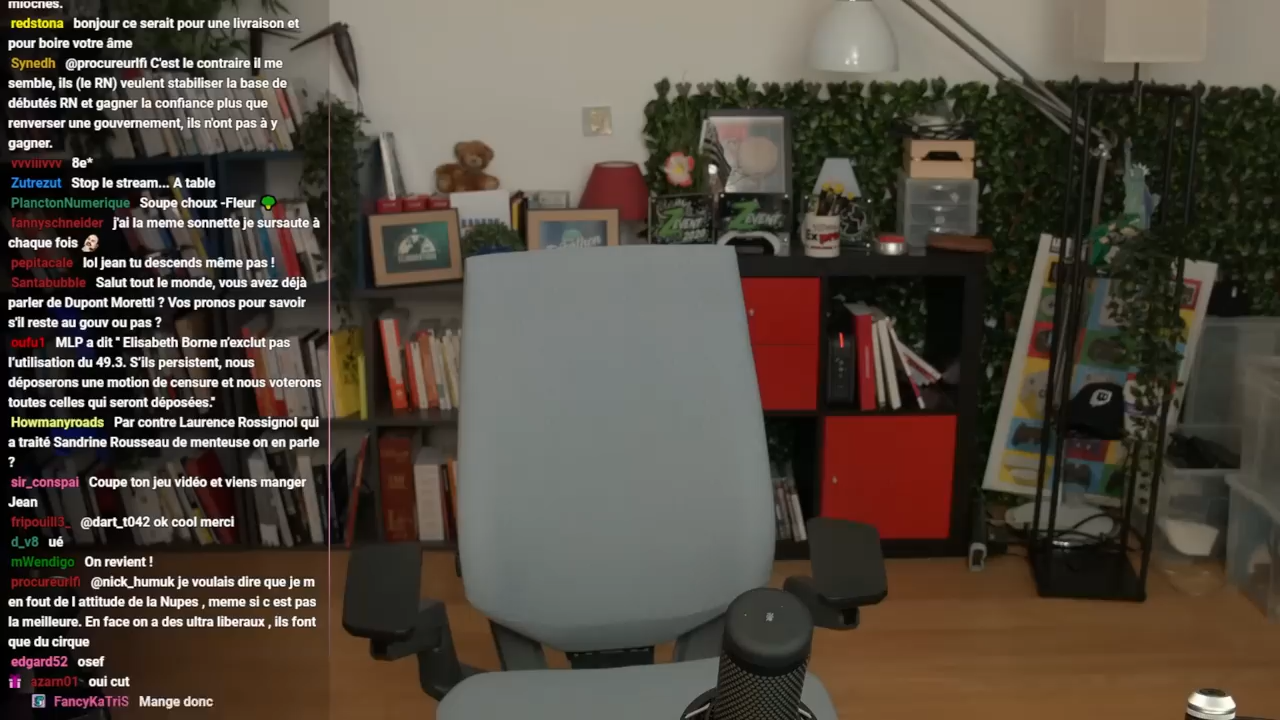 mioches.
redstona bonjour ce serait pour une livraison et
pour boire votre âme
Synedh @procureurlfi C'est le contraire il me
semble, ils (le RN) veulent stabiliser la base de
débutés RN et gagner la confiance plus que
renverser une gouvernement, ils n'ont pas à y
gagner.
vvviiivvv 8e*
Zutrezut Stop le stream... A table
PlanctonNumerique Soupe choux -Fleur
fannyschneider j'ai la meme sonnette je sursaute à
chaque fois
pepitacale lol jean tu descends même pas !
Santabubble Salut tout le monde, vous avez déjà
parler de Dupont Moretti ? Vos pronos pour savoir
s'il reste au gouv ou pas ?
oufu1 MLP a dit " Elisabeth Borne n'exclut pas
l'utilisation du 49.3. S'ils persistent, nous
déposerons une motion de censure et nous voterons
toutes celles qui seront déposées."
Howmanyroads Par contre Laurence Rossignol qui
a traité Sandrine Rousseau de menteuse on en parle
?
sir_conspai Coupe ton jeu vidéo et viens manger
Jean
fripouill3_ @dart_t042 ok cool merci
d_v8 ué
mWendigo On revient !
procureurlfi @nick_humuk je voulais dire que je m
en fout de l attitude de la Nupes , meme si c est pas
la meilleure. En face on a des ultra liberaux , ils font
que du cirque
edgard52 osef
azarn01 oui cut
FancyKaTriS Mange donc
ZEVENT
ZEVENT